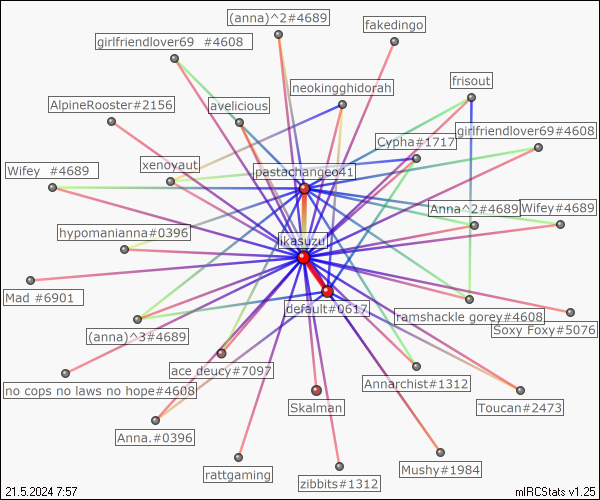 (anna)^2#4689
fakedingo
girlfriendlover69 #4608
frisout
neokingghidorah
AlpineRooster#2156
avelicious
girlfriendlover69#4608
Cypha#1717
xenovaut
Wifey #4689
pastachange041
Anna^2#4689
Wifey#4689
hypomanianna#0396
ikasuzu
Mad #6901
default#0617
ramshackle gorey#4608
Soxy Foxy#5076
(anna)^3#4689
ace deucy#7097
Annarchist#1312
no cops no laws no hope#4608
Skalman
Toucan#2473
Anna.#0396
Mushy#1984
rattgaming
zibbits#1312
21.5.2024 7:57
mIRCStats v1.25